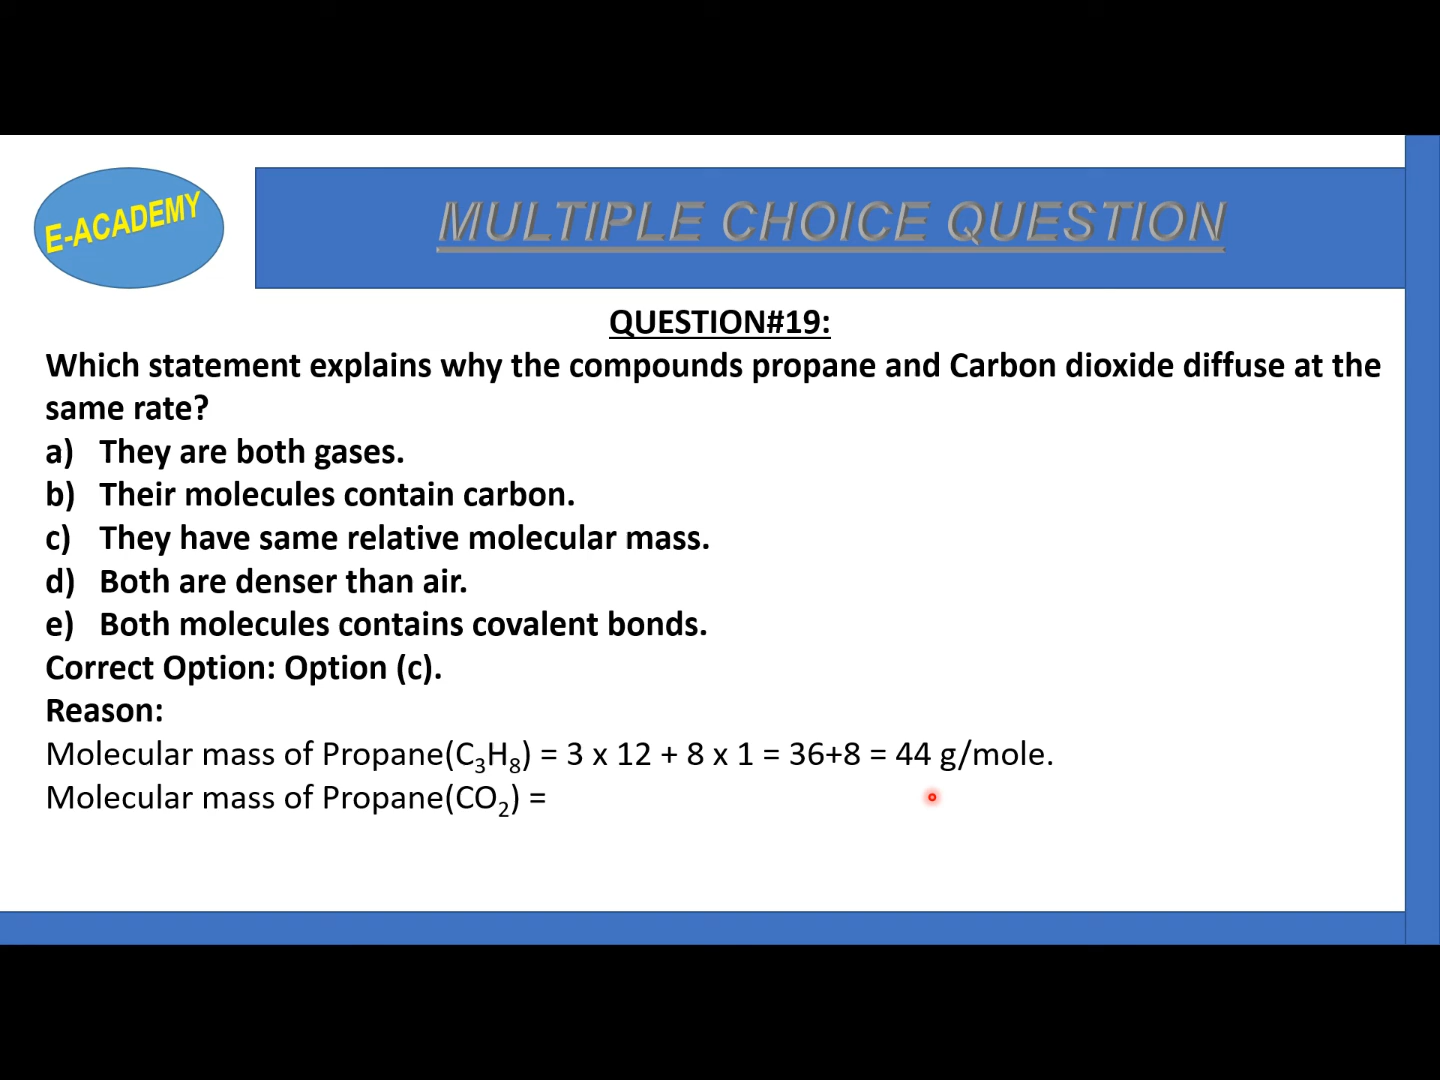 E-ACADEMY
MULTIPLE CHOICE QUESTION
QUESTION#19:
Which statement explains why the compounds propane and Carbon dioxide diffuse at the
same rate?
a) They are both gases.
b) Their molecules contain carbon.
c) They have same relative molecular mass.
d) Both are denser than air.
e) Both molecules contains covalent bonds.
Correct Option: Option (c).
Reason:
Molecular mass of Propane(C₃H₈) = 3 x 12 + 8 x 1 = 36+8 = 44 g/mole.
Molecular mass of Propane(CO₂) =